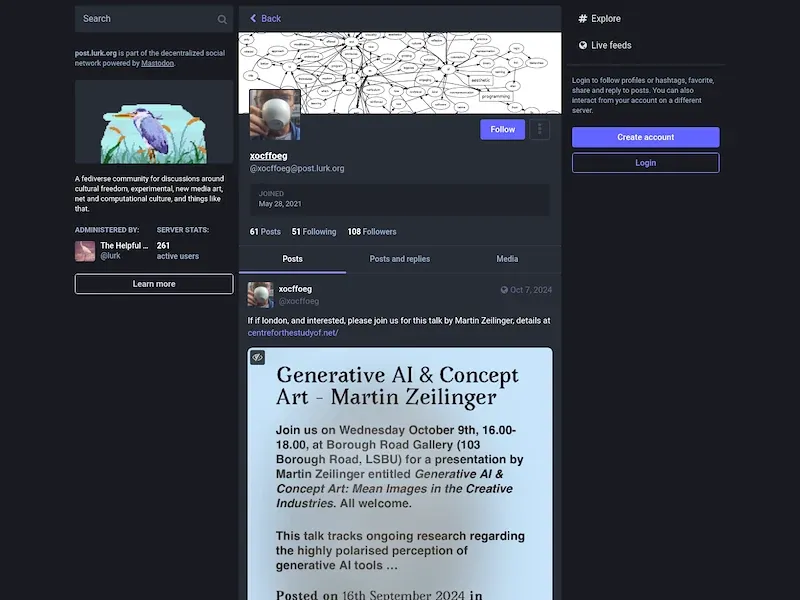 Search
post.lurk.org is part of the decentralized social
network powered by Mastodon.
A fediverse community for discussions around
cultural freedom, experimental, new media art,
net and computational culture, and things like
that.
ADMINISTERED BY:
The Helpful ...
@lurk
SERVER STATS:
261
active users
Learn more
Back
aesthetic
programming
Follow
xocffoeg
@xocffoeg@post.lurk.org
JOINED
May 28, 2021
61 Posts 51 Following 108 Followers
Posts Posts and replies Media
xocffoeg
@xocffoeg
Oct 7, 2024
If if london, and interested, please join us for this talk by Martin Zeilinger, details at
centreforthestudyof.net/
Generative AI & Concept
Art - Martin Zeilinger
Join us on Wednesday October 9th, 16.00-
18.00, at Borough Road Gallery (103
Borough Road, LSBU) for a presentation by
Martin Zeilinger entitled Generative AI &
Concept Art: Mean Images in the Creative
Industries. All welcome.
This talk tracks ongoing research regarding
the highly polarised perception of
generative AI tools ...
Posted on 16th September 2024 in
# Explore
Live feeds
Login to follow profiles or hashtags, favorite,
share and reply to posts. You can also
interact from your account on a different
server.
Create account
Login